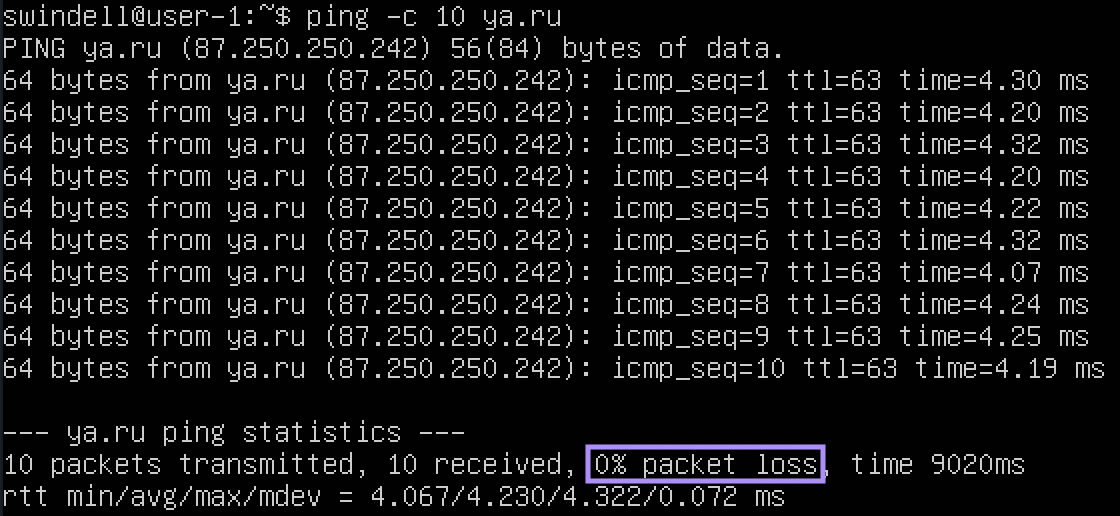 swindell@user-1:~$ ping -c 10 ya.ru
PING ya.ru (87.250.250.242) 56(84) bytes of data.
64 bytes from ya.ru (87.250.250.242): icmp_seq=1 ttl=63 time=4.30 ms
64 bytes from ya.ru (87.250.250.242): icmp_seq=2 ttl=63 time=4.20 ms
64 bytes from ya.ru (87.250.250.242): icmp_seq=3 ttl=63 time=4.32 ms
64 bytes from ya.ru (87.250.250.242): icmp_seq=4 ttl=63 time=4.20 ms
64 bytes from ya.ru (87.250.250.242): icmp_seq=5 ttl=63 time=4.22 ms
64 bytes from ya.ru (87.250.250.242): icmp_seq=6 ttl=63 time=4.32 ms
64 bytes from ya.ru (87.250.250.242): icmp_seq=7 ttl=63 time=4.07 ms
64 bytes from ya.ru (87.250.250.242): icmp_seq=8 ttl=63 time=4.24 ms
64 bytes from ya.ru (87.250.250.242): icmp_seq=9 ttl=63 time=4.25 ms
64 bytes from ya.ru (87.250.250.242): icmp_seq=10 ttl=63 time=4.19 ms
--- ya.ru ping statistics ---
10 packets transmitted, 10 received, 0% packet loss, time 9020ms
rtt min/avg/max/mdev = 4.067/4.230/4.322/0.072 ms